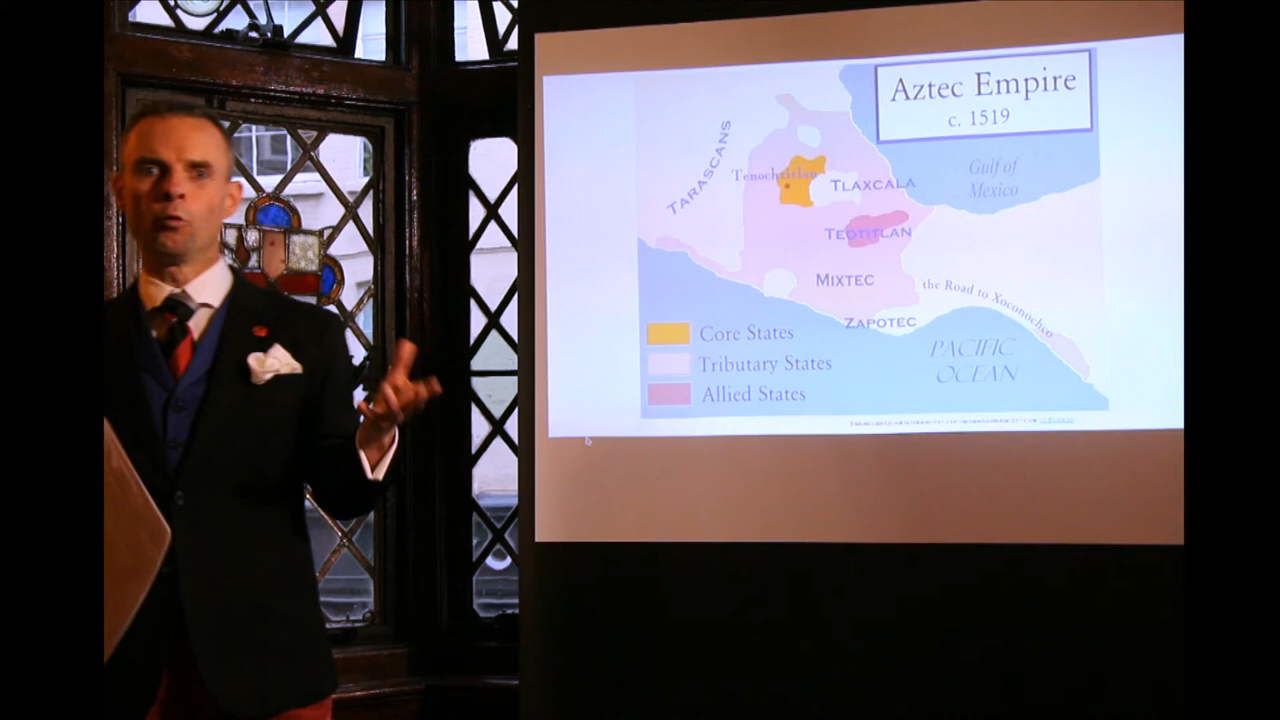 Aztec Empire
c. 1519
TARASCANS
Gulf of
Mexico
Tenochtitlan
TLAXCALA
TEOTITLAN
MIXTEC
the Road to Xoconochco
ZAPOTEC
PACIFIC
OCEAN
Core States
Tributary States
Allied States